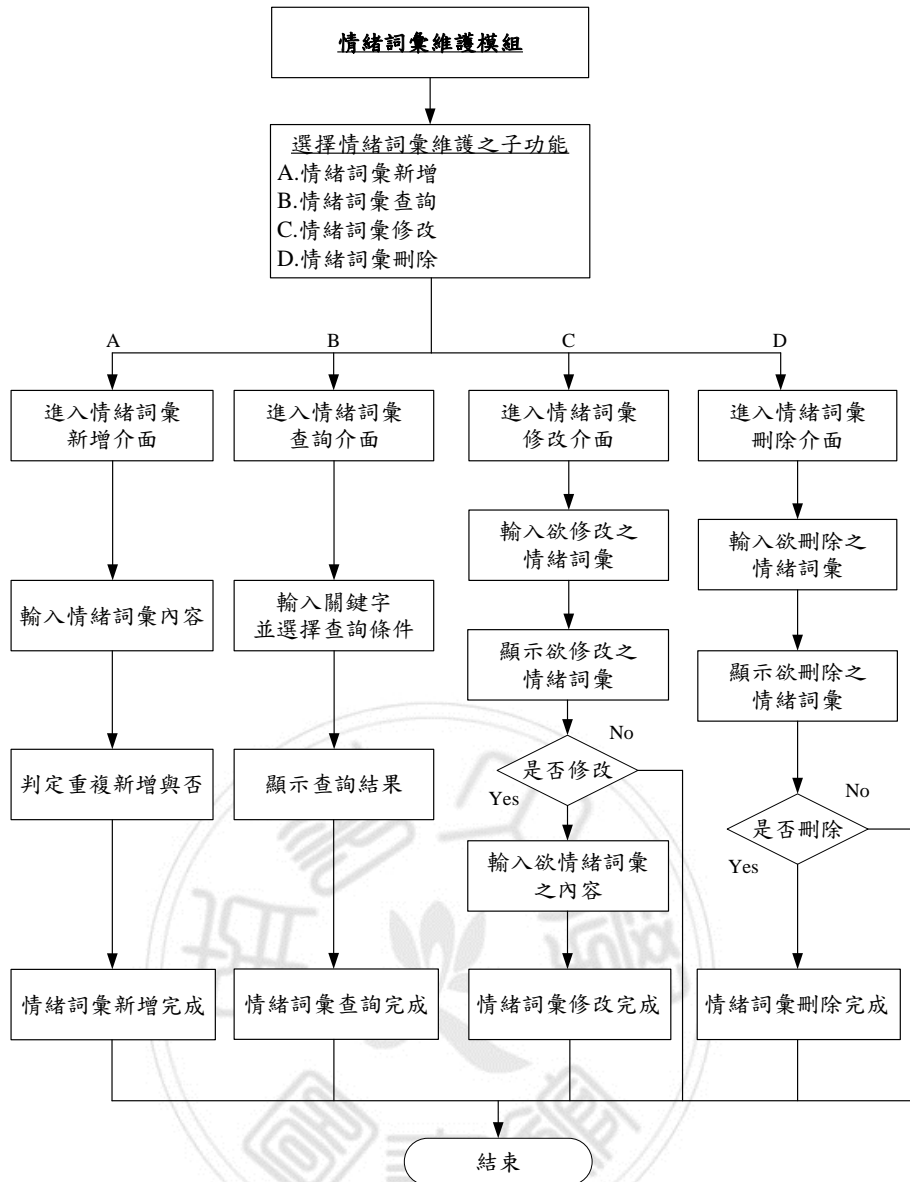 情緒詞彙維護模組
選擇情緒詞彙維護之子功能
A.情緒詞彙新增
B.情緒詞彙查詢
C.情緒詞彙修改
D.情緒詞彙刪除
A
B
C
D
進入情緒詞彙
新增介面
進入情緒詞彙
查詢介面
進入情緒詞彙
修改介面
進入情緒詞彙
刪除介面
輸入情緒詞彙內容
輸入關鍵字
並選擇查詢條件
輸入欲修改之
情緒詞彙
輸入欲刪除之
情緒詞彙
顯示欲修改之
情緒詞彙
顯示欲刪除之
情緒詞彙
判定重複新增與否
顯示查詢結果
是否修改
No
Yes
是否刪除
No
Yes
輸入欲情緒詞彙
之內容
情緒詞彙新增完成
情緒詞彙查詢完成
情緒詞彙修改完成
情緒詞彙刪除完成
結束